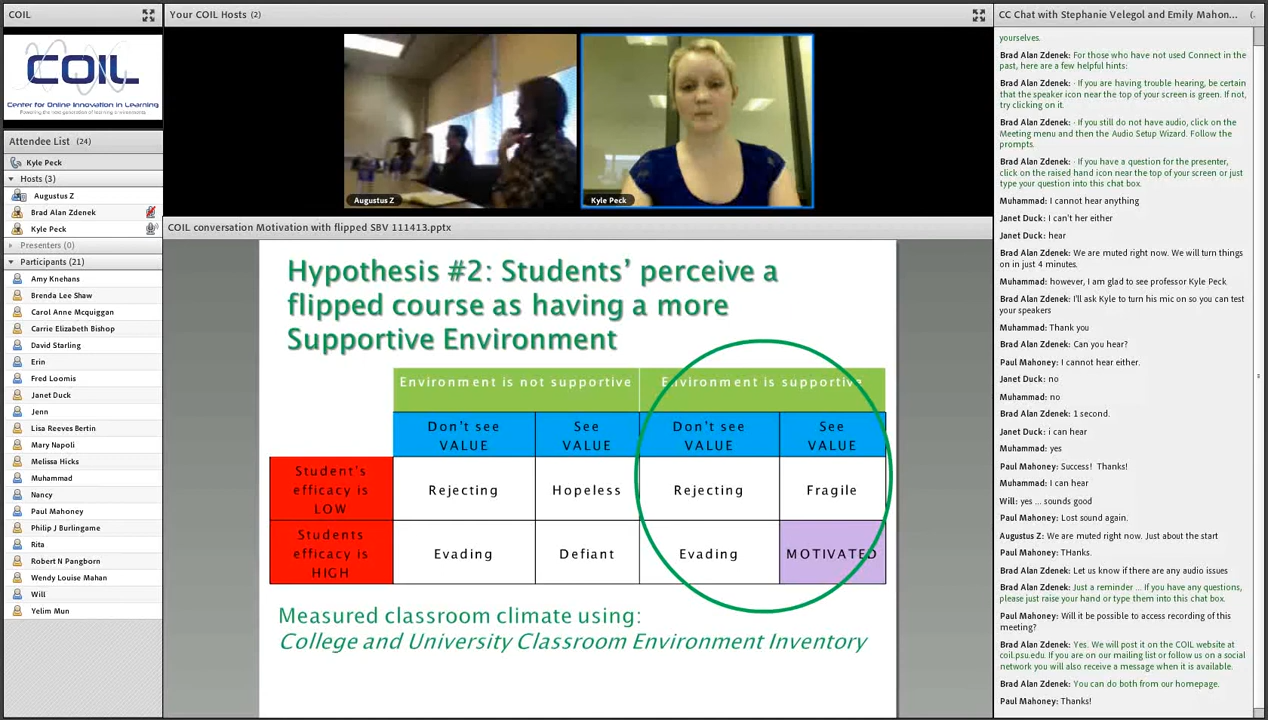 COIL
COIL
Center for Online Innovation in Learning
Attendee List (24)
Kyle Peck
Hosts (3)
Augustus Z
Brad Alan Zdenek
Kyle Peck
Presenters (0)
Participants (21)
Amy Knehans
Brenda Lee Shaw
Carol Anne Mcquiggan
Carrie Elizabeth Bishop
David Starling
Erin
Fred Loomis
Janet Duck
Jenn
Lisa Reeves Bertin
Mary Napoli
Melissa Hicks
Muhammad
Nancy
Paul Mahoney
Philip J Burlingame
Rita
Robert N Pangborn
Wendy Louise Mahan
Will
Yelim Mun
Your COIL Hosts (2)
Augustus Z
Kyle Peck
COIL conversation Motivation with flipped SBV 111413.pptx
Hypothesis #2: Students' perceive a
flipped course as having a more
Supportive Environment
Environment is not supportive Environment is supportive
Don't see See Don't see See
VALUE VALUE VALUE VALUE
Student's
efficacy is
LOW
Rejecting Hopeless Rejecting Fragile
Students
efficacy is
HIGH
Evading Defiant Evading MOTIVATED
Measured classroom climate using:
College and University Classroom Environment Inventory
CC Chat with Stephanie Velegol and Emily Mahon...
yourselves.
Brad Alan Zdenek: For those who have not used Connect in the
past, here are a few helpful hints:
Brad Alan Zdenek: · If you are having trouble hearing, be certain
that the speaker icon near the top of your screen is green. If not,
try clicking on it.
Brad Alan Zdenek: · If you still do not have audio, click on the
Meeting menu and then the Audio Setup Wizard. Follow the
prompts.
Brad Alan Zdenek: · If you have a question for the presenter,
click on the raised hand icon near the top of your screen or just
type your question into this chat box.
Muhammad: I cannot hear anything
Janet Duck: I can't her either
Janet Duck: hear
Brad Alan Zdenek: We are muted right now. We will turn things
on in just 4 minutes.
Muhammad: however, I am glad to see professor Kyle Peck
Brad Alan Zdenek: I'll ask Kyle to turn his mic on so you can test
your speakers
Muhammad: Thank you
Brad Alan Zdenek: Can you hear?
Paul Mahoney: I cannot hear either.
Janet Duck: no
Muhammad: no
Brad Alan Zdenek: 1 second.
Janet Duck: i can hear
Muhammad: yes
Paul Mahoney: Success! Thanks!
Muhammad: I can hear
Will: yes ... sounds good
Paul Mahoney: Lost sound again.
Augustus Z: We are muted right now. Just about the start
Paul Mahoney: THanks.
Brad Alan Zdenek: Let us know if there are any audio issues
Brad Alan Zdenek: Just a reminder ... If you have any questions,
please just raise your hand or type them into this chat box.
Paul Mahoney: Will it be possible to access recording of this
meeting?
Brad Alan Zdenek: Yes. We will post it on the COIL website at
coil.psu.edu. If you are on our mailing list or follow us on a social
network you will also receive a message when it is available.
Brad Alan Zdenek: You can do both from our homepage.
Paul Mahoney: Thanks!